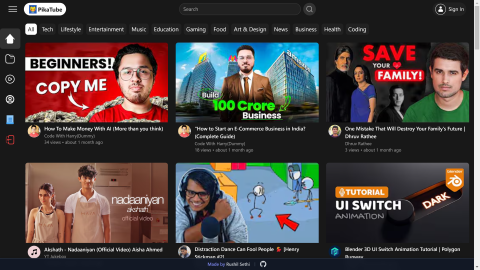 PikaTube
Search
Sign In
All Tech Lifestyle Entertainment Music Education Gaming Food Art & Design News Business Health Coding
BEGINNERS!
COPY ME
Build
100 Crore
Business
SAVE
YOUR
FAMILY!
How To Make Money With AI (More than you think)
Code With Harry(Dummy)
34 views • about 1 month ago
"How to Start an E-Commerce Business in India?
(Complete Guide)
Code With Harry(Dummy)
18 views • about 1 month ago
One Mistake That Will Destroy Your Family's Future |
Dhruv Rathee
Dhruv Rathee
3 views • about 1 month ago
nadaaniyan
akshath
official video
TUTORIAL
UI SWITCH
ANIMATION
DARK
Akshath - Nadaaniyan (Official Video) Aisha Ahmed
YT Jukebox
Distraction Dance Can Fool People |Henry
Stickman #21
Blender 3D UI Switch Animation Tutorial | Polygon
Runway
Made by Rushil Sethi